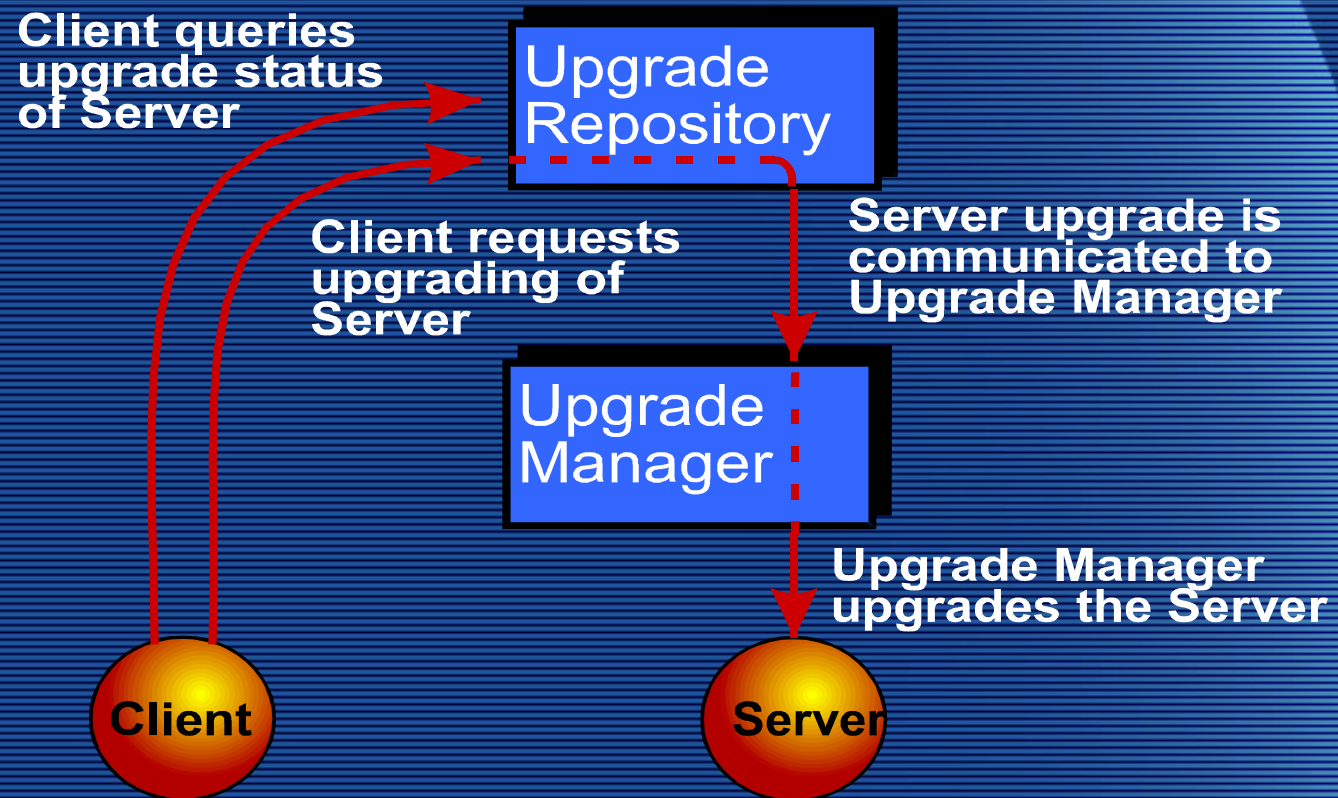 Client queries
upgrade status
of Server
Upgrade
Repository
Client requests
upgrading of
Server
Server upgrade is
communicated to
Upgrade Manager
Upgrade
Manager
Upgrade Manager
upgrades the Server
Client
Server